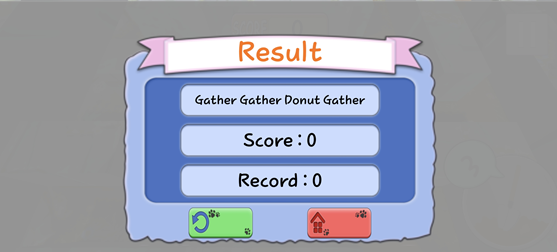 Result
Gather Gather Donut Gather
Score : 0
Record : 0